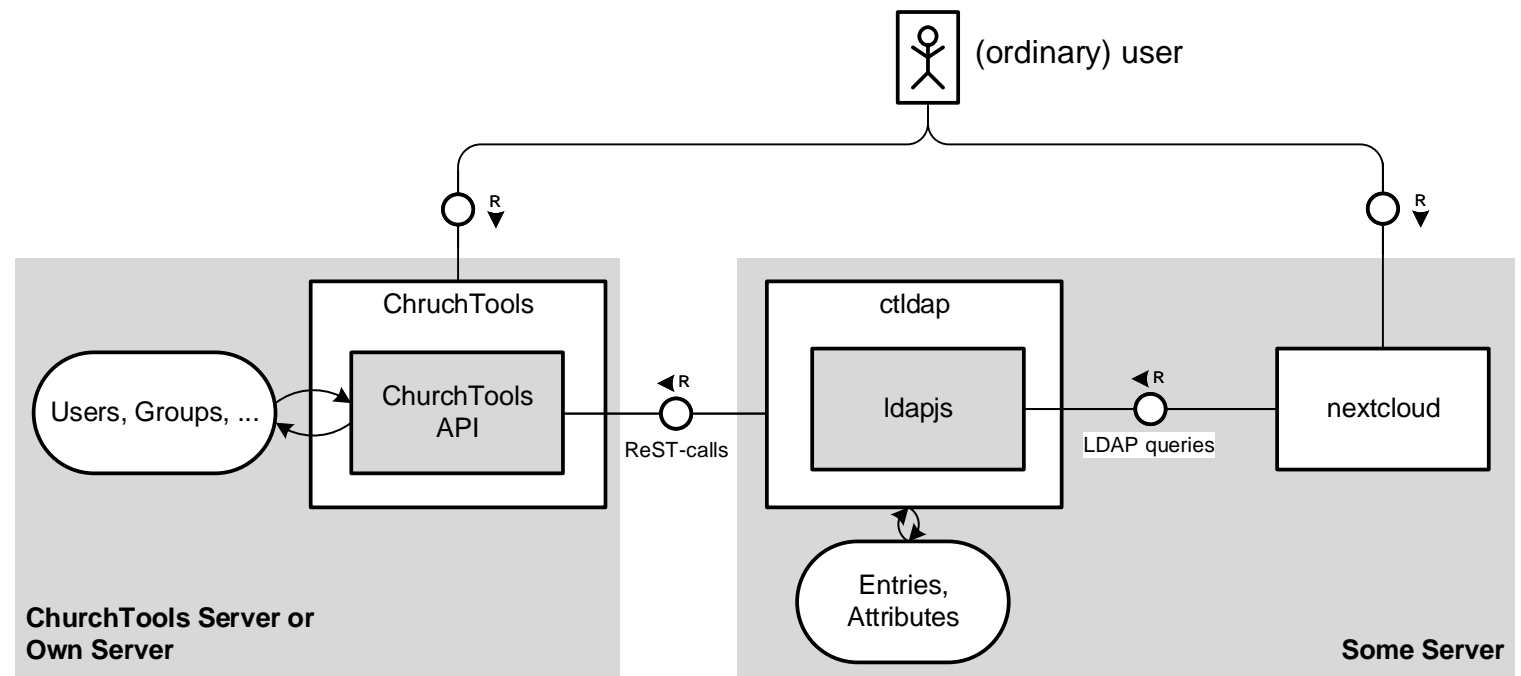 (ordinary) user
R
R
ChruchTools
ctldap
ChurchTools
API
Users, Groups, ...
R
ReST-calls
ldapjs
R
LDAP queries
nextcloud
Entries,
Attributes
ChurchTools Server or
Own Server
Some Server